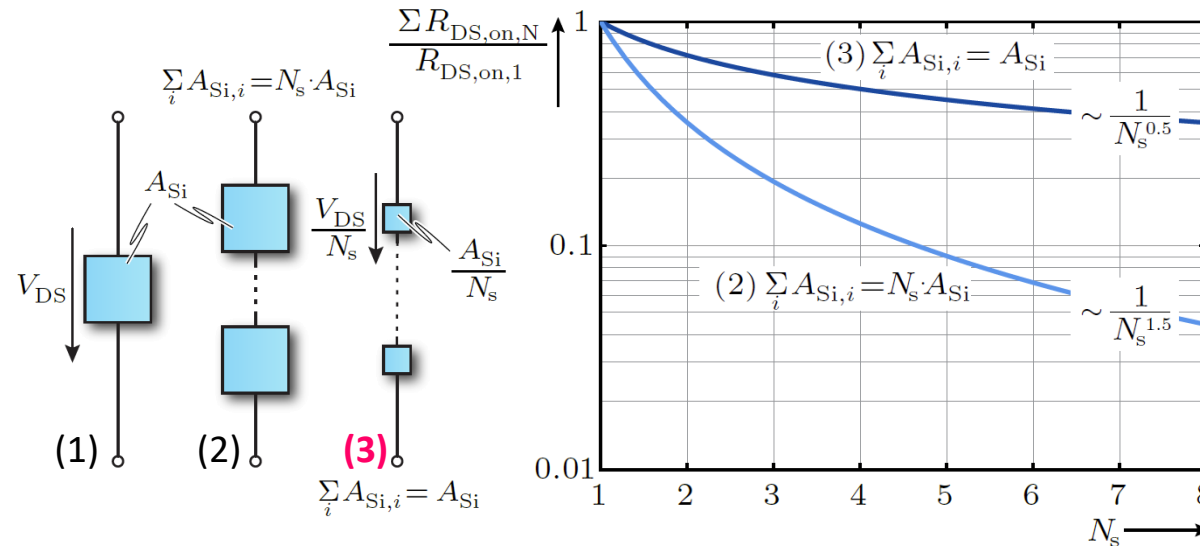 Σ_i A_Si,i = N_s · A_Si
A_Si
V_DS
V_DS / N_s
A_Si / N_s
(1)
(2)
(3)
Σ_i A_Si,i = A_Si
Σ R_DS,on,N / R_DS,on,1
1
0.1
0.01
(3) Σ_i A_Si,i = A_Si
~ 1 / N_s^0.5
(2) Σ_i A_Si,i = N_s · A_Si
~ 1 / N_s^1.5
1 2 3 4 5 6 7 8
N_s